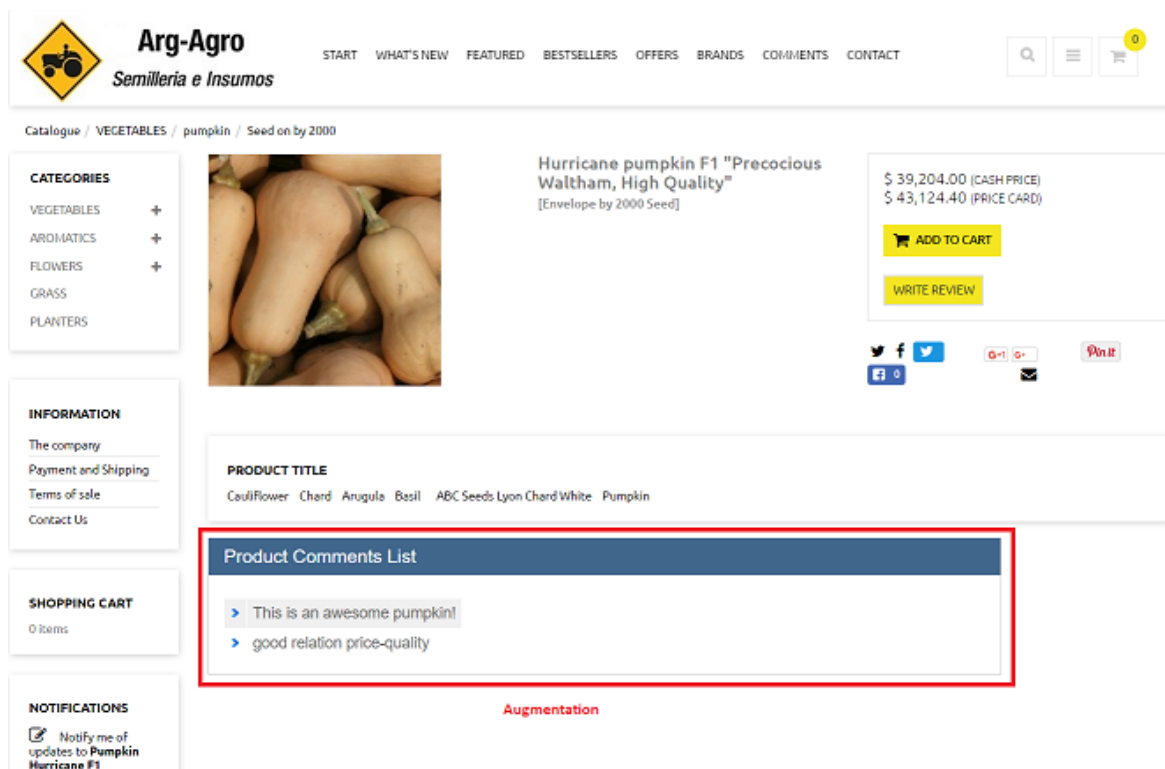 Arg-Agro
Semilleria e Insumos
START WHAT'S NEW FEATURED BESTSELLERS OFFERS BRANDS COMMENTS CONTACT
0
Catalogue / VEGETABLES / pumpkin / Seed on by 2000
CATEGORIES
VEGETABLES +
AROMATICS +
FLOWERS +
GRASS
PLANTERS
Hurricane pumpkin F1 "Precocious
Waltham, High Quality"
[Envelope by 2000 Seed]
$ 39,204.00 (CASH PRICE)
$ 43,124.40 (PRICE CARD)
ADD TO CART
WRITE REVIEW
G+1 G+
Pin it
0
INFORMATION
The company
Payment and Shipping
Terms of sale
Contact Us
PRODUCT TITLE
Cauliflower Chard Arugula Basil ABC Seeds Lyon Chard White Pumpkin
Product Comments List
This is an awesome pumpkin!
good relation price-quality
Augmentation
SHOPPING CART
0 items
NOTIFICATIONS
Notify me of
updates to Pumpkin
Hurricane F1